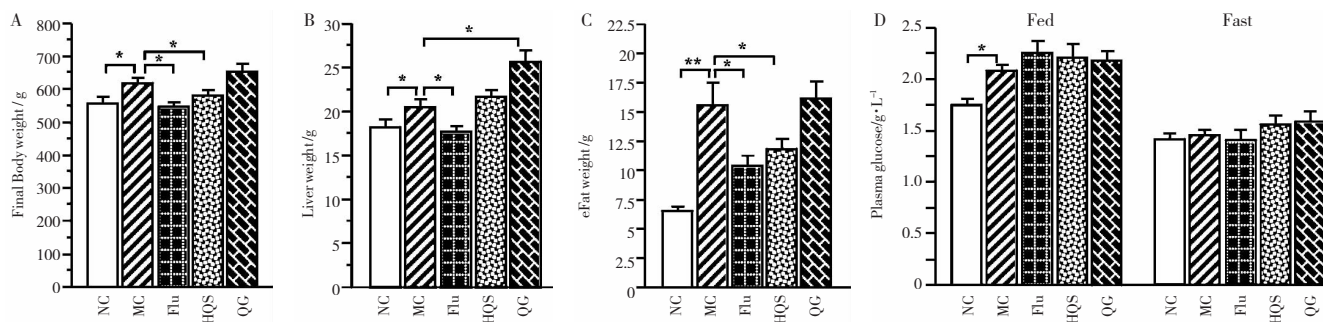 A
800
700
600
500
400
300
200
100
0
Final Body weight/g
*
*
*
NC
MC
Flu
HQS
QG
B
30
25
20
15
10
5
0
Liver weight/g
*
*
*
NC
MC
Flu
HQS
QG
C
22.5
20
17.5
15
12.5
10
7.5
5
2.5
0
eFat weight/g
**
*
*
NC
MC
Flu
HQS
QG
D
Fed
Fast
2.5
2.0
1.5
1.0
.5
0
Plasma glucose/g·L⁻¹
*
NC
MC
Flu
HQS
QG
NC
MC
Flu
HQS
QG